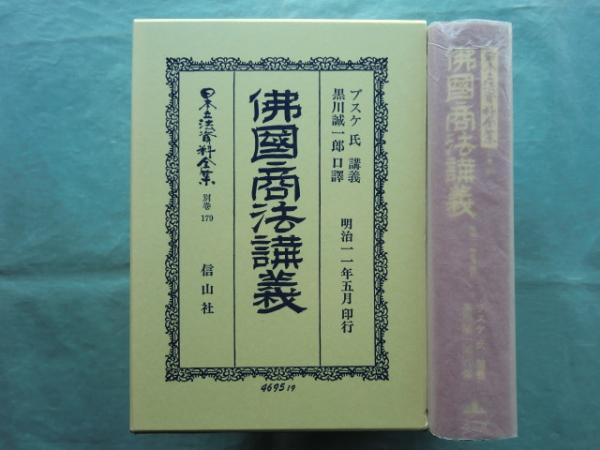 ブスケ氏 講義
黒川誠一郎 口譯
明治一一年五月印行
佛國商法講義
日本立法資料全集
別巻
179
信山社
4695 19
佛國商法講義